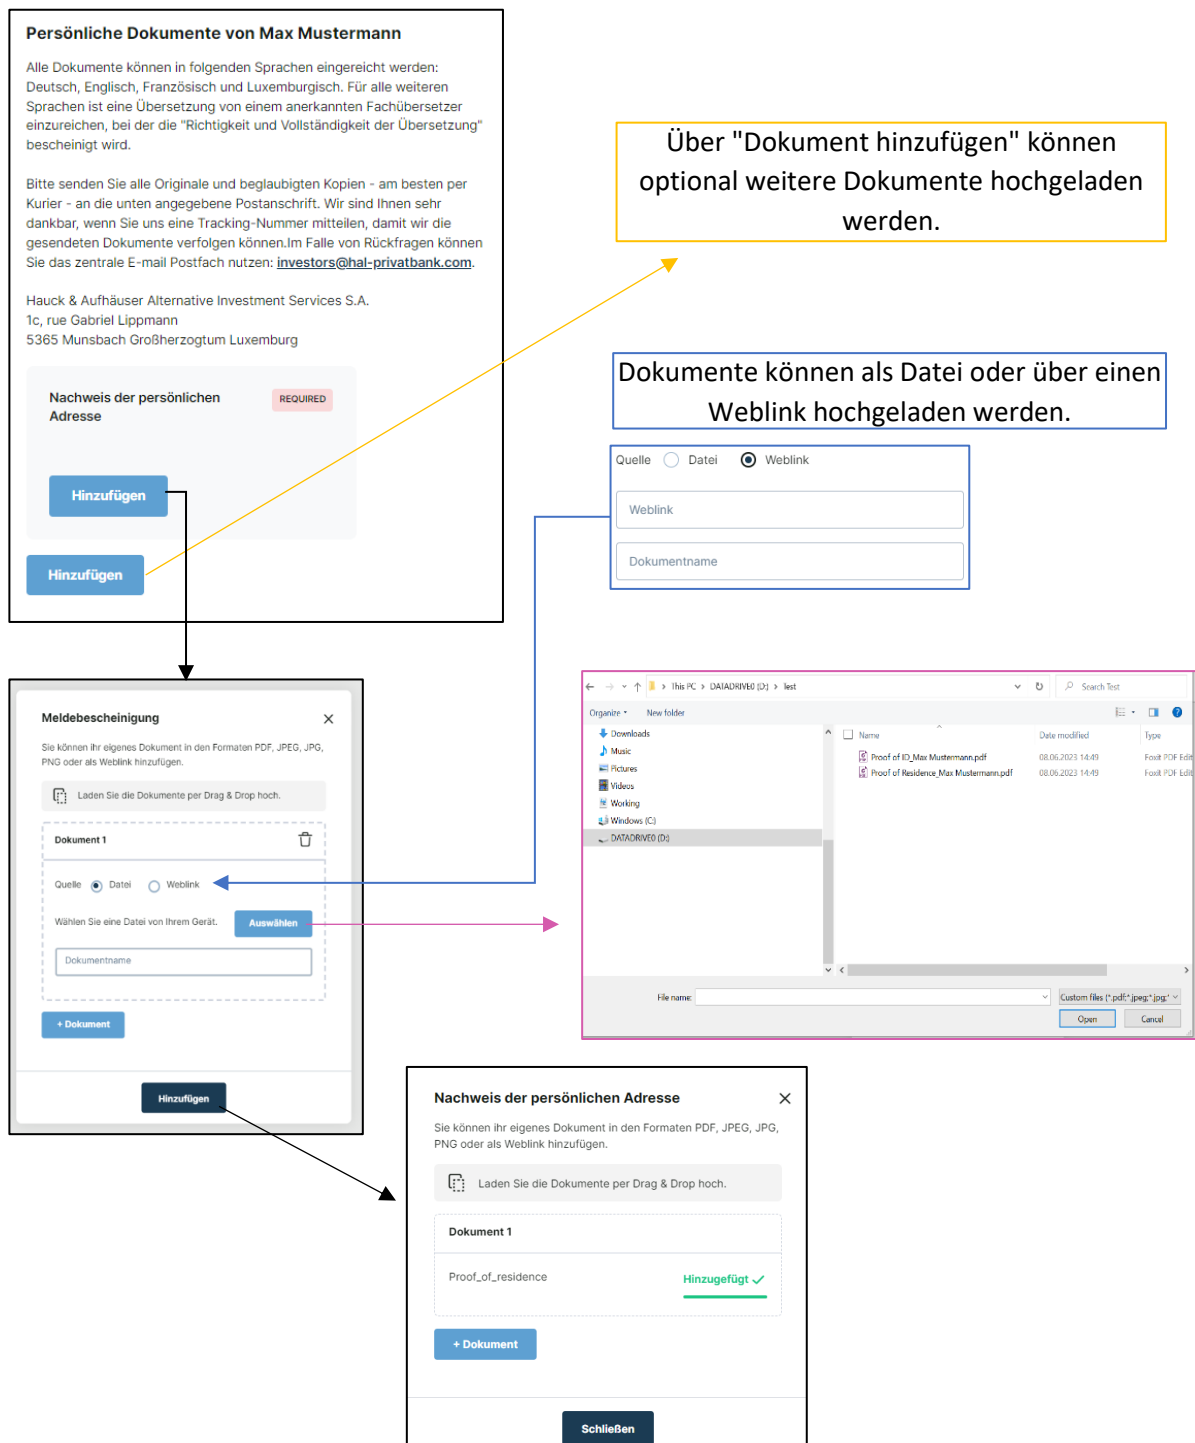 Persönliche Dokumente von Max Mustermann
Alle Dokumente können in folgenden Sprachen eingereicht werden:
Deutsch, Englisch, Französisch und Luxemburgisch. Für alle weiteren
Sprachen ist eine Übersetzung von einem anerkannten Fachübersetzer
einzureichen, bei der die "Richtigkeit und Vollständigkeit der Übersetzung"
bescheinigt wird.
Bitte senden Sie alle Originale und beglaubigten Kopien - am besten per
Kurier - an die unten angegebene Postanschrift. Wir sind Ihnen sehr
dankbar, wenn Sie uns eine Tracking-Nummer mitteilen, damit wir die
gesendeten Dokumente verfolgen können.Im Falle von Rückfragen können
Sie das zentrale E-mail Postfach nutzen: investors@hal-privatbank.com.
Hauck & Aufhäuser Alternative Investment Services S.A.
1c, rue Gabriel Lippmann
5365 Munsbach Großherzogtum Luxemburg
Nachweis der persönlichen
Adresse
REQUIRED
Hinzufügen
Hinzufügen
Über "Dokument hinzufügen" können
optional weitere Dokumente hochgeladen
werden.
Dokumente können als Datei oder über einen
Weblink hochgeladen werden.
Quelle Datei Weblink
Weblink
Dokumentname
Meldebescheinigung
Sie können ihr eigenes Dokument in den Formaten PDF, JPEG, JPG,
PNG oder als Weblink hinzufügen.
Laden Sie die Dokumente per Drag & Drop hoch.
Dokument 1
Quelle Datei Weblink
Wählen Sie eine Datei von Ihrem Gerät. Auswählen
Dokumentname
+ Dokument
Hinzufügen
> This PC > DATADRIVE0 (D:) > Test
Search Test
Organize New folder
Downloads
Music
Pictures
Videos
Working
Windows (C:)
DATADRIVE0 (D:)
Name Date modified Type
Proof of ID_Max Mustermann.pdf 08.06.2023 14:49 Foxit PDF Edit
Proof of Residence_Max Mustermann.pdf 08.06.2023 14:49 Foxit PDF Edit
File name: Custom files (*.pdf;*.jpeg;*.jpg;*
Open Cancel
Nachweis der persönlichen Adresse
Sie können ihr eigenes Dokument in den Formaten PDF, JPEG, JPG,
PNG oder als Weblink hinzufügen.
Laden Sie die Dokumente per Drag & Drop hoch.
Dokument 1
Proof_of_residence Hinzugefügt
+ Dokument
Schließen